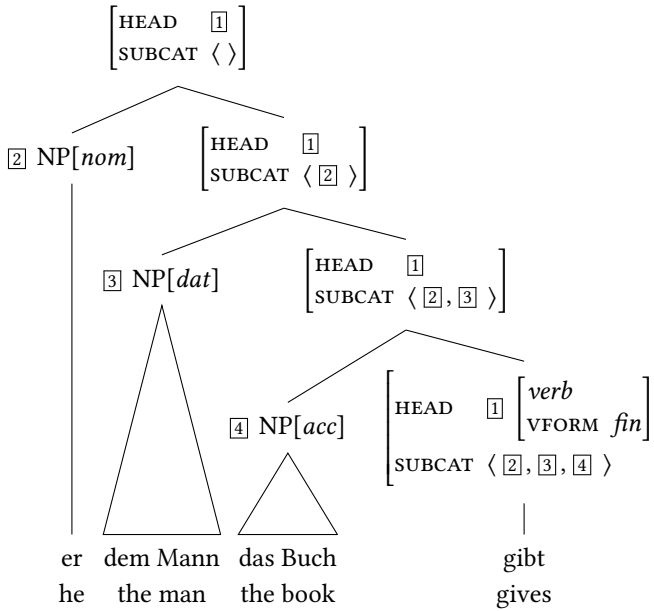 HEAD 1
SUBCAT ⟨ ⟩
2 NP[nom]
HEAD 1
SUBCAT ⟨ 2 ⟩
3 NP[dat]
HEAD 1
SUBCAT ⟨ 2 , 3 ⟩
4 NP[acc]
HEAD 1 [verb
VFORM fin]
SUBCAT ⟨ 2 , 3 , 4 ⟩
er dem Mann das Buch gibt
he the man the book gives